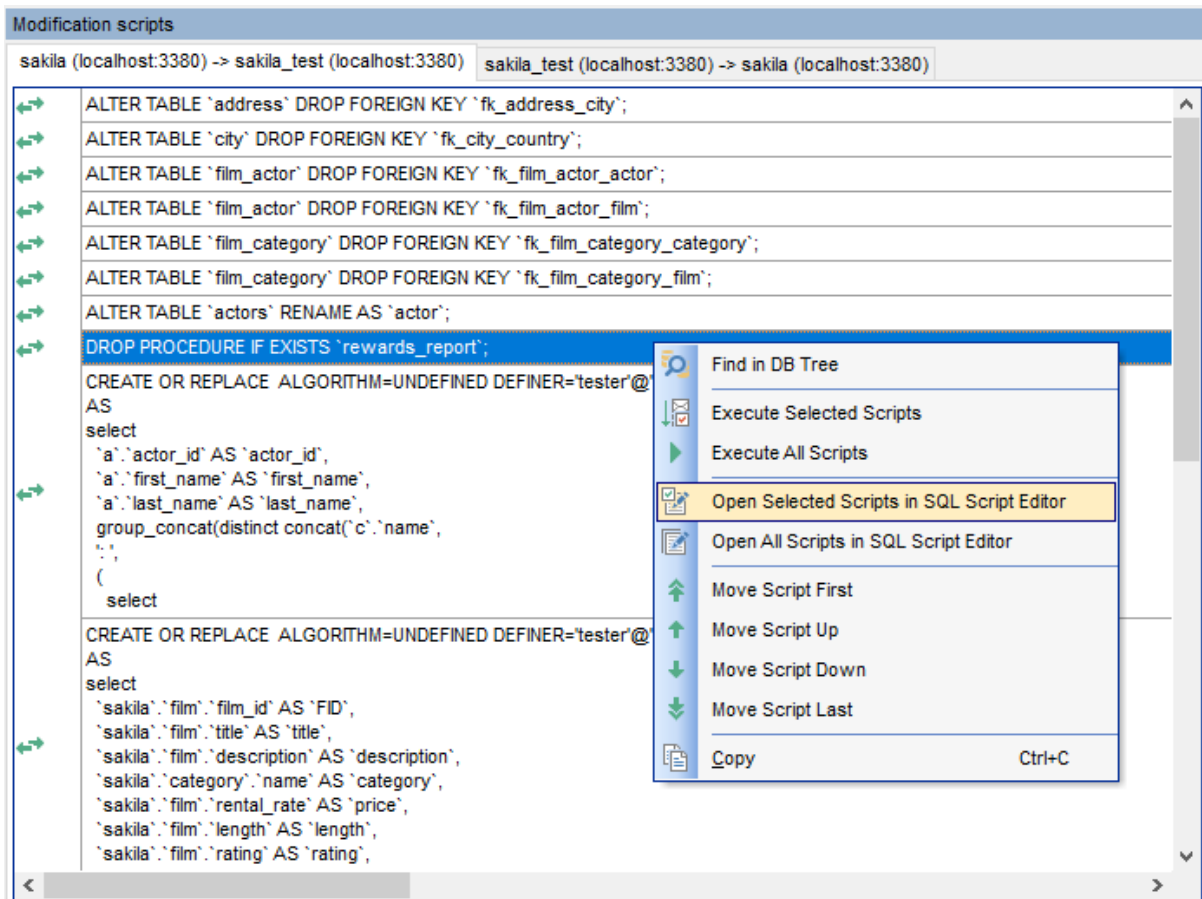 Modification scripts
sakila (localhost:3380) -> sakila_test (localhost:3380)
sakila_test (localhost:3380) -> sakila (localhost:3380)
ALTER TABLE `address` DROP FOREIGN KEY `fk_address_city`;
ALTER TABLE `city` DROP FOREIGN KEY `fk_city_country`;
ALTER TABLE `film_actor` DROP FOREIGN KEY `fk_film_actor_actor`;
ALTER TABLE `film_actor` DROP FOREIGN KEY `fk_film_actor_film`;
ALTER TABLE `film_category` DROP FOREIGN KEY `fk_film_category_category`;
ALTER TABLE `film_category` DROP FOREIGN KEY `fk_film_category_film`;
ALTER TABLE `actors` RENAME AS `actor`;
DROP PROCEDURE IF EXISTS `rewards_report`;
CREATE OR REPLACE  ALGORITHM=UNDEFINED DEFINER='tester'@'
AS
select
`a`.`actor_id` AS `actor_id`,
`a`.`first_name` AS `first_name`,
`a`.`last_name` AS `last_name`,
group_concat(distinct concat(`c`.`name`,
': ',
(
select
CREATE OR REPLACE  ALGORITHM=UNDEFINED DEFINER='tester'@'
AS
select
`sakila`.`film`.`film_id` AS `FID`,
`sakila`.`film`.`title` AS `title`,
`sakila`.`film`.`description` AS `description`,
`sakila`.`category`.`name` AS `category`,
`sakila`.`film`.`rental_rate` AS `price`,
`sakila`.`film`.`length` AS `length`,
`sakila`.`film`.`rating` AS `rating`,
Find in DB Tree
Execute Selected Scripts
Execute All Scripts
Open Selected Scripts in SQL Script Editor
Open All Scripts in SQL Script Editor
Move Script First
Move Script Up
Move Script Down
Move Script Last
Copy Ctrl+C